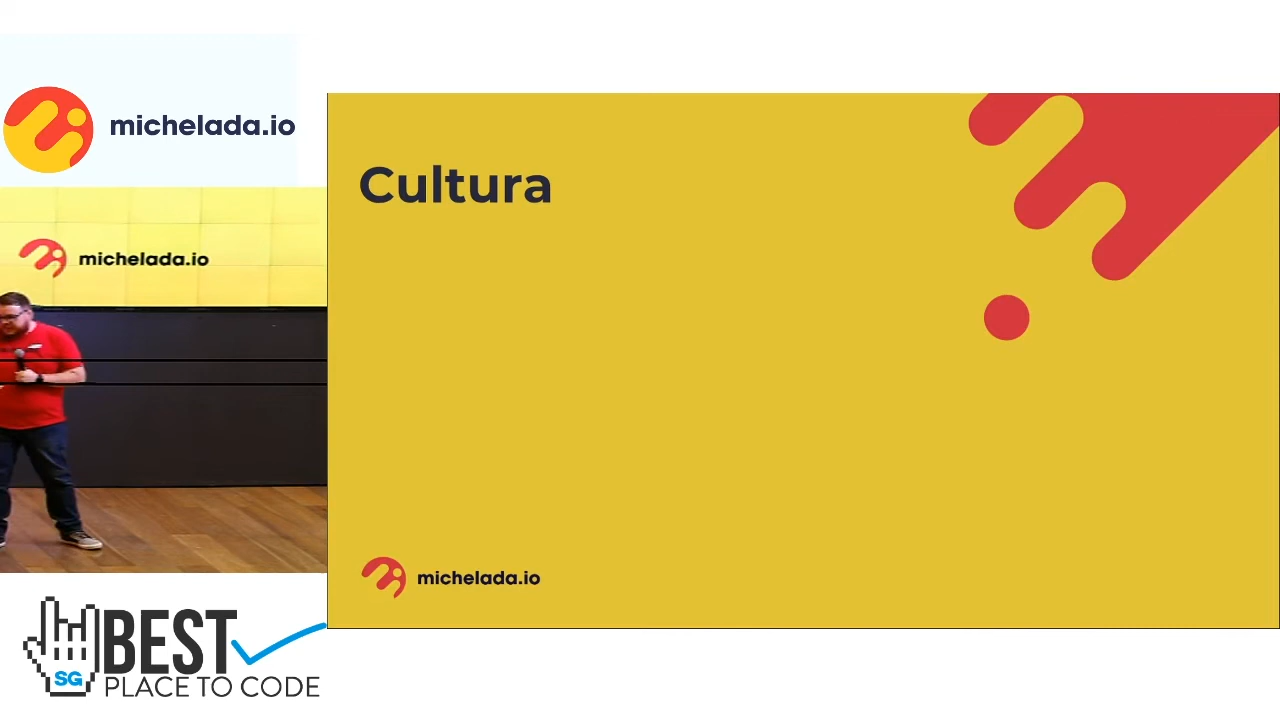 michelada.io
michelada.io
Cultura
michelada.io
SG
BEST
PLACE TO CODE